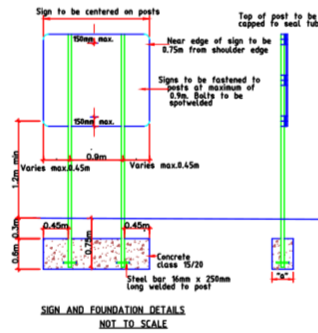 Sign to be centered on posts
Top of post to be
capped to seal tub
150mm max.
Near edge of sign to be
0.75m from shoulder edge
Signs to be fastened to
posts at maximum of
0.9m. Bolts to be
spotwelded
150mm max.
0.9m
Varies max.0.45m
Varies max.0.45m
1.2m min
0.3m
0.6m
0.45m
0.75m
0.45m
Concrete
class 15/20
Steel bar 16mm x 250mm
long welded to post
"a"
SIGN AND FOUNDATION DETAILS
NOT TO SCALE